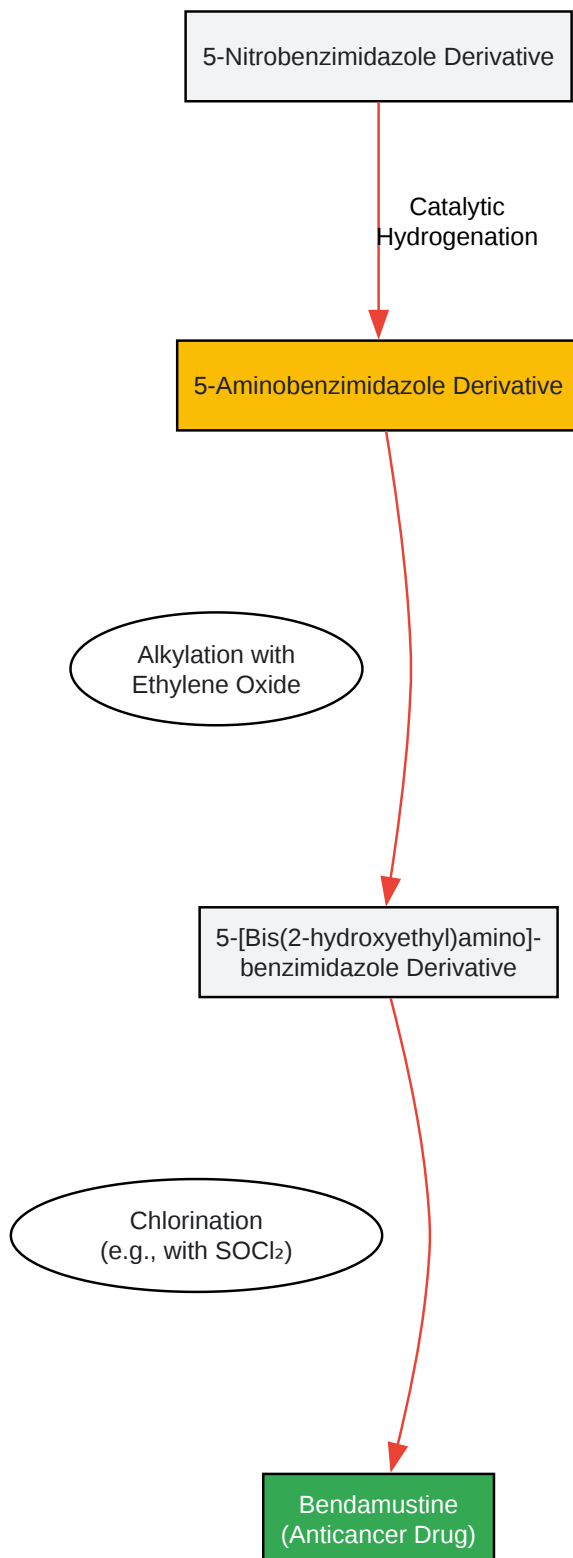 5-Nitrobenzimidazole Derivative
Catalytic
Hydrogenation
5-Aminobenzimidazole Derivative
Alkylation with
Ethylene Oxide
5-[Bis(2-hydroxyethyl)amino]-
benzimidazole Derivative
Chlorination
(e.g., with SOCl₂)
Bendamustine
(Anticancer Drug)